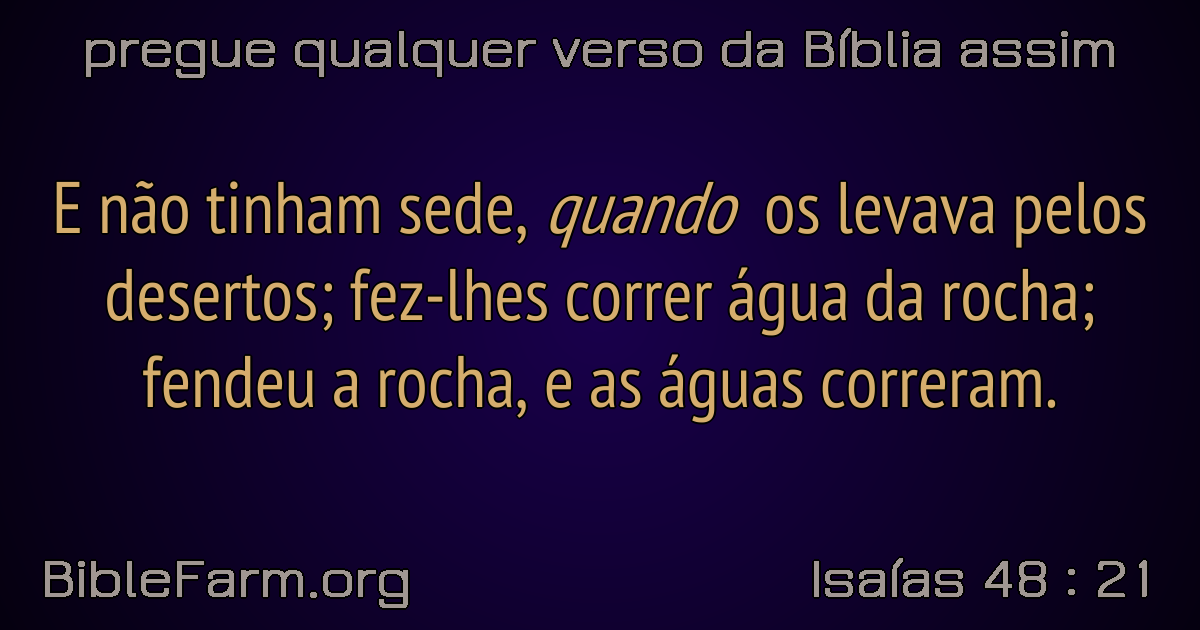 pregue qualquer verso da Bíblia assim
E não tinham sede, quando os levava pelos
desertos; fez-lhes correr água da rocha;
fendeu a rocha, e as águas correram.
BibleFarm.org
Isaías 48 : 21